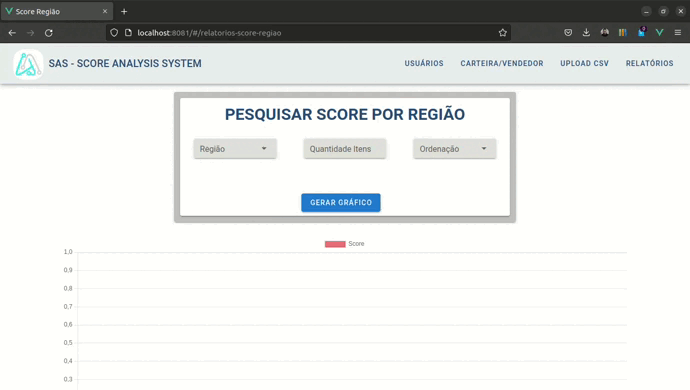 Score Região
localhost:8081/#/relatorios-score-regiao
SAS - SCORE ANALYSIS SYSTEM
USUÁRIOS CARTEIRA/VENDEDOR UPLOAD CSV RELATÓRIOS
PESQUISAR SCORE POR REGIÃO
Região Quantidade Itens Ordenação
GERAR GRÁFICO
Score
1,0
0,9
0,8
0,7
0,6
0,5
0,4
0,3